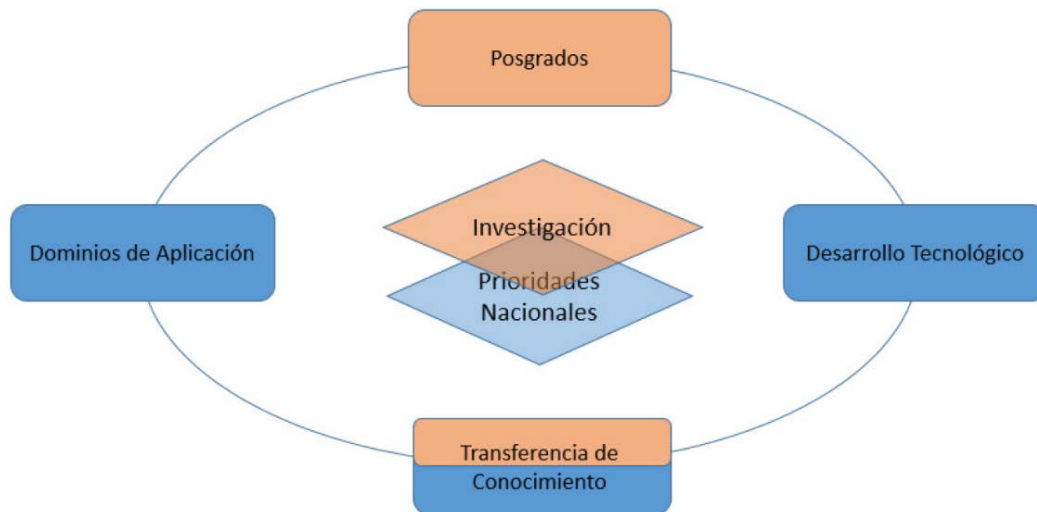 Posgrados
Investigación
Dominios de Aplicación
Desarrollo Tecnológico
Prioridades
Nacionales
Transferencia de
Conocimiento